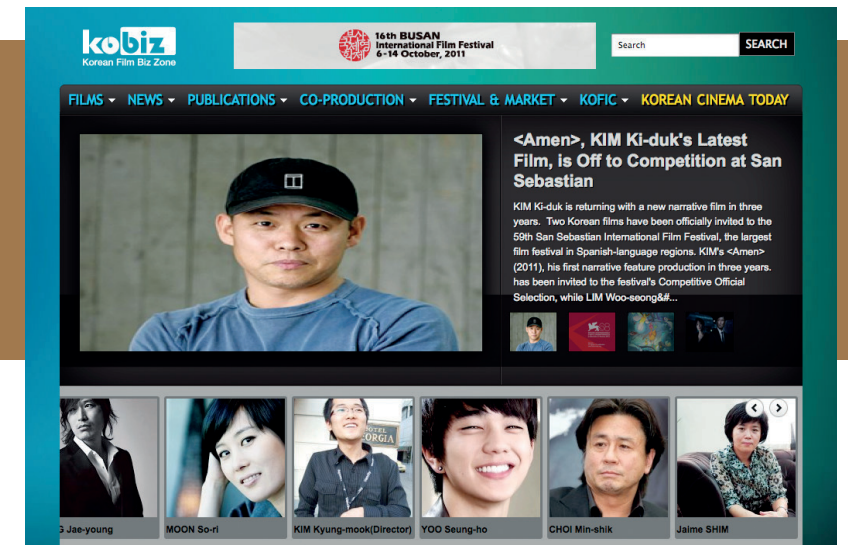 kobiz
Korean Film Biz Zone
16th BUSAN
International Film Festival
6-14 October, 2011
Search
SEARCH
FILMS NEWS PUBLICATIONS CO-PRODUCTION FESTIVAL & MARKET KOFIC KOREAN CINEMA TODAY
<Amen>, KIM Ki-duk's Latest
Film, is Off to Competition at San
Sebastian
KIM Ki-duk is returning with a new narrative film in three
years. Two Korean films have been officially invited to the
59th San Sebastian International Film Festival, the largest
film festival in Spanish-language regions. KIM's <Amen>
(2011), his first narrative feature production in three years.
has been invited to the festival's Competitive Official
Selection, while LIM Woo-seong&#...
HOTEL
GEORGIA
G Jae-young
MOON So-ri
KIM Kyung-mook(Director)
YOO Seung-ho
CHOI Min-shik
Jaime SHIM